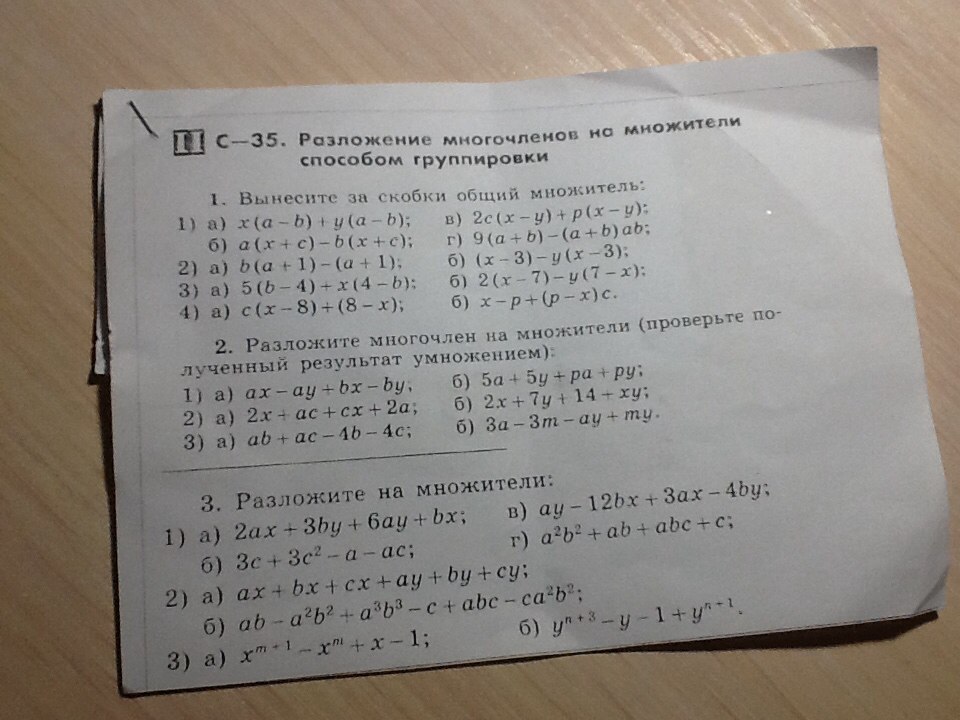 П С—35. Разложение многочленов на множители
способом группировки
1. Вынесите за скобки общий множитель:
1) а) x(a − b) + y(a − b); в) 2c(x − y) + p(x − y);
б) a(x + c) − b(x + c); г) 9(a + b) − (a + b)ab;
2) а) b(a + 1) − (a + 1); б) (x − 3) − y(x − 3);
3) а) 5(b − 4) + x(4 − b); б) 2(x − 7) − y(7 − x);
4) а) c(x − 8) + (8 − x); б) x − p + (p − x)c.
2. Разложите многочлен на множители (проверьте по-
лученный результат умножением):
1) а) ax − ay + bx − by; б) 5a + 5y + pa + py;
2) а) 2x + ac + cx + 2a; б) 2x + 7y + 14 + xy;
3) а) ab + ac − 4b − 4c; б) 3a − 3m − ay + my.
3. Разложите на множители:
1) а) 2ax + 3by + 6ay + bx; в) ay − 12bx + 3ax − 4by;
б) 3c + 3c² − a − ac; г) a²b² + ab + abc + c;
2) а) ax + bx + cx + ay + by + cy;
б) ab − a²b² + a³b³ − c + abc − ca²b²;
3) а) xᵐ⁺¹ − xᵐ + x − 1; б) yⁿ⁺³ − y − 1 + yⁿ⁺¹.